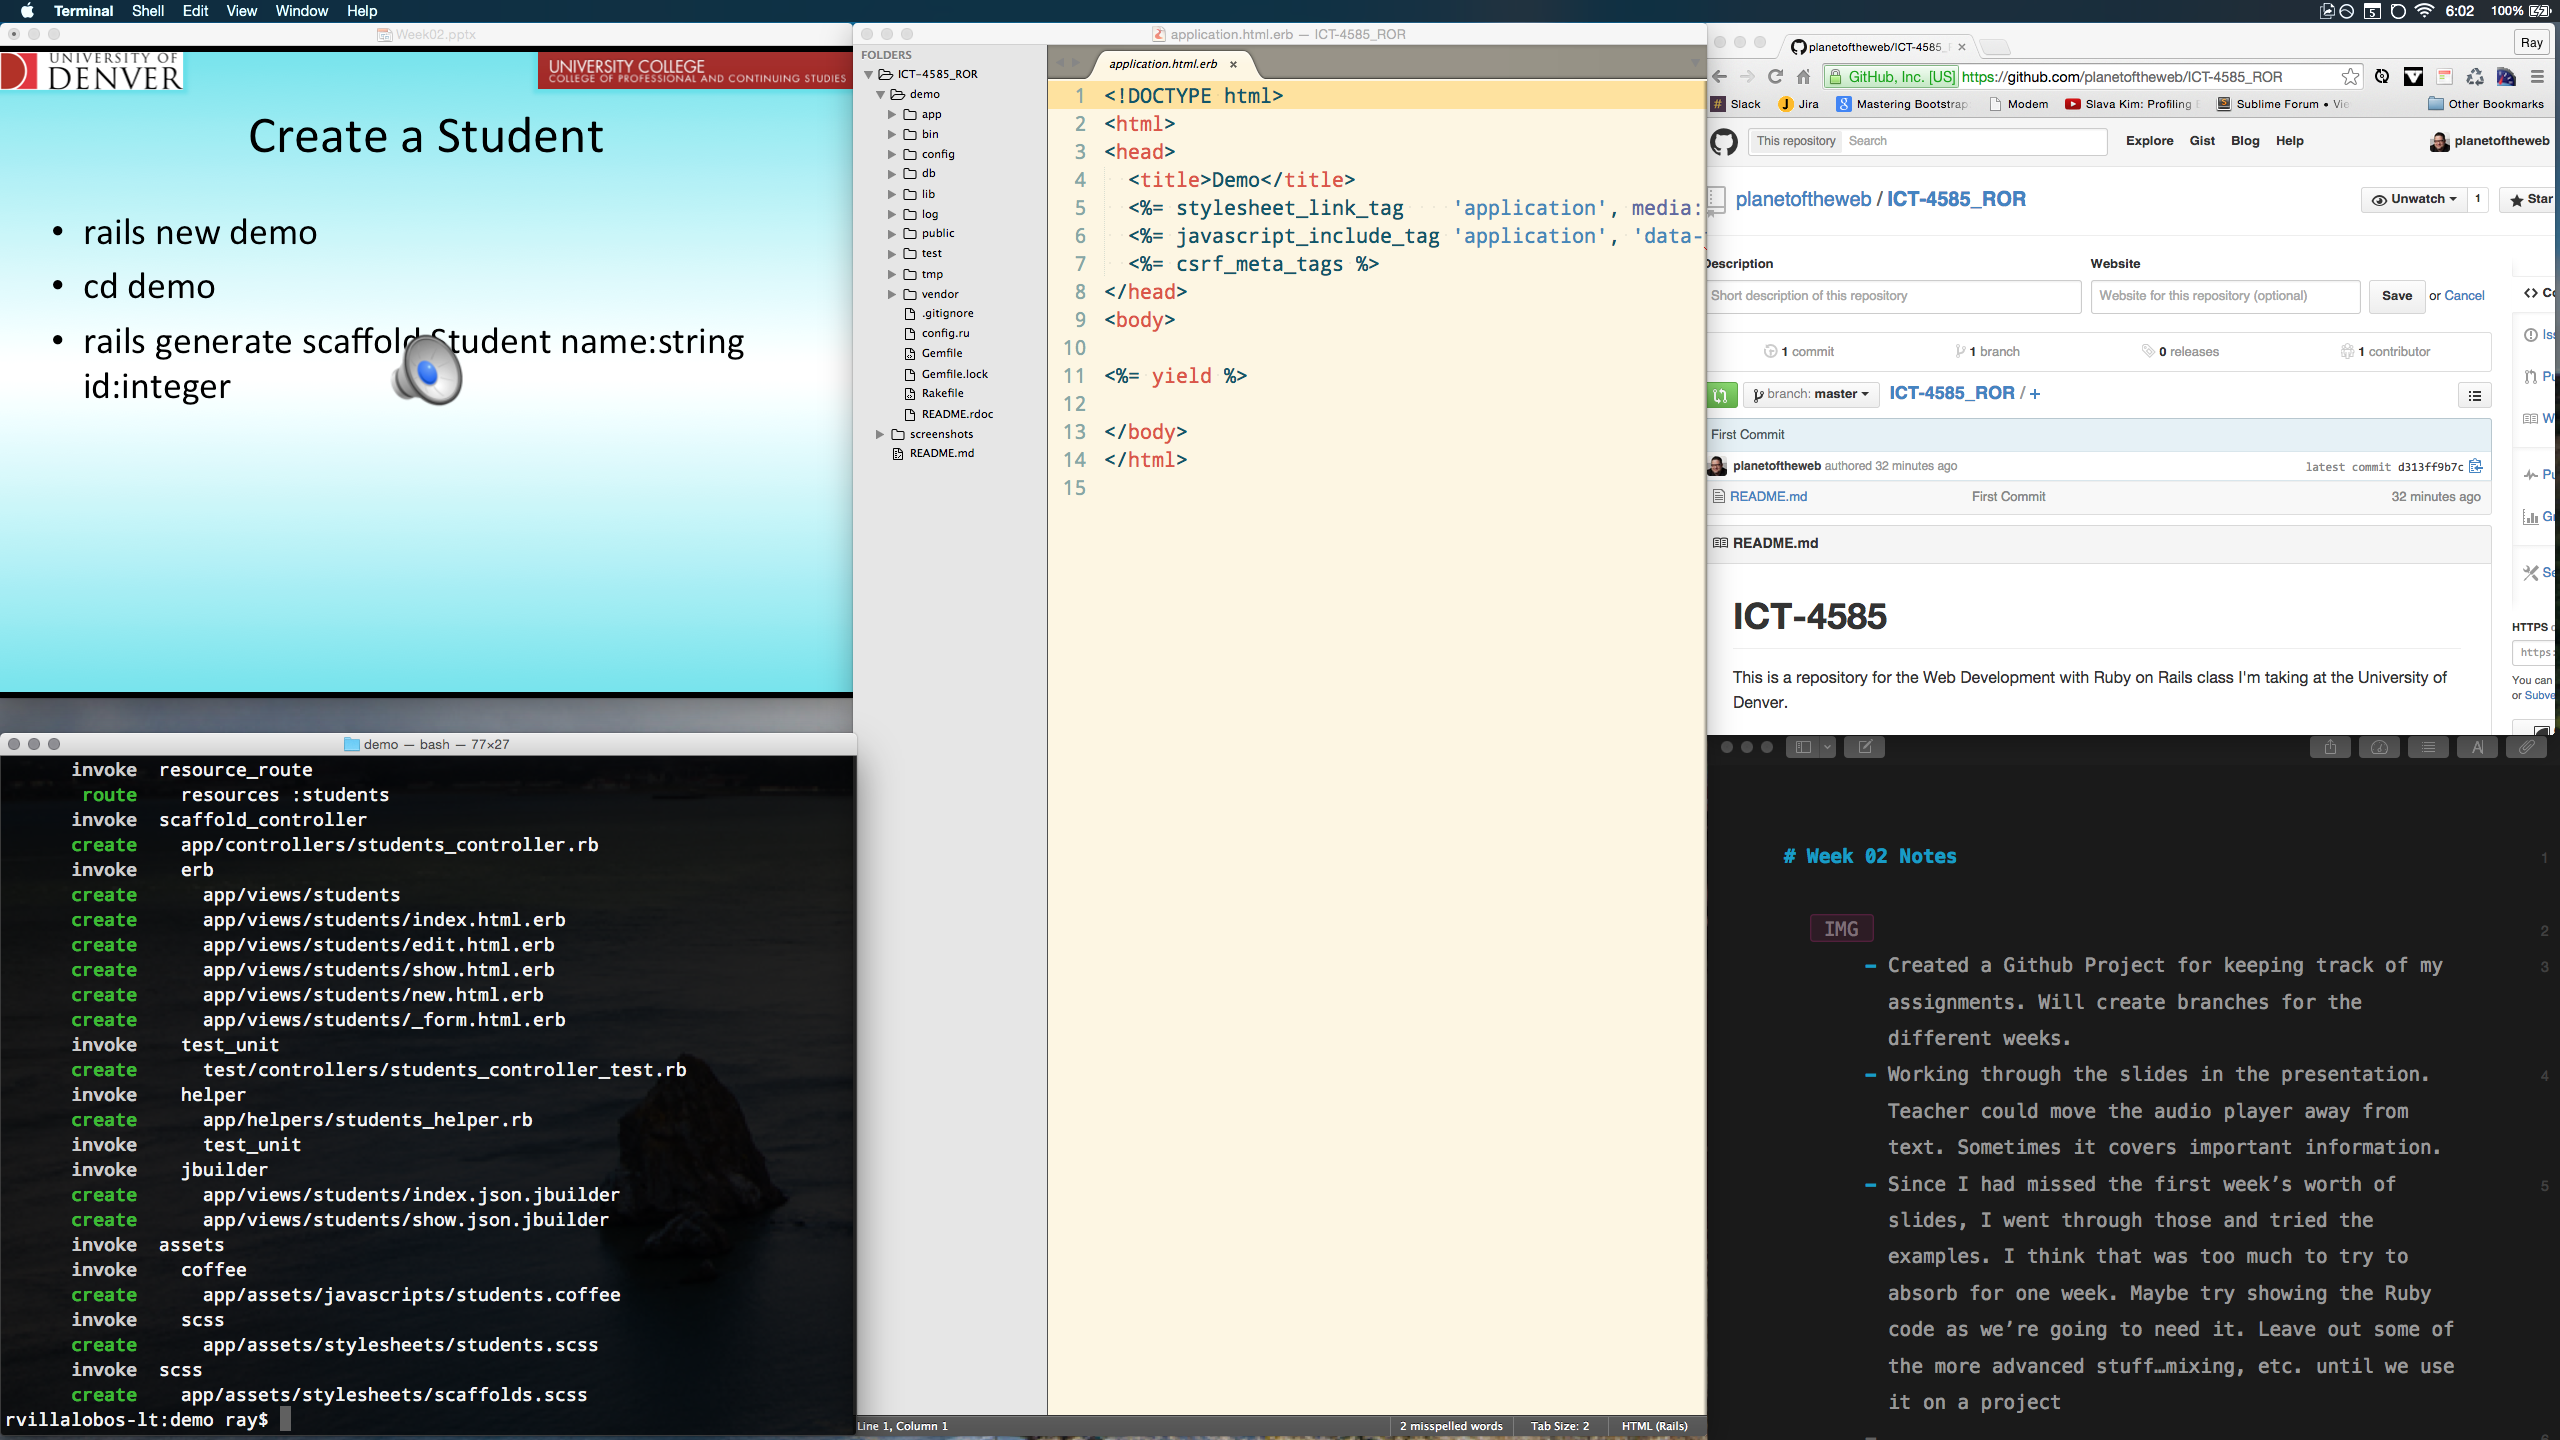 Terminal Shell Edit View Window Help
5 6:02 100%
Week02.pptx
UNIVERSITY OF
DENVER
UNIVERSITY COLLEGE
COLLEGE OF PROFESSIONAL AND CONTINUING STUDIES
Create a Student
• rails new demo
• cd demo
• rails generate scaffold Student name:string
id:integer
demo — bash — 77×27
invoke resource_route
route resources :students
invoke scaffold_controller
create app/controllers/students_controller.rb
invoke erb
create app/views/students
create app/views/students/index.html.erb
create app/views/students/edit.html.erb
create app/views/students/show.html.erb
create app/views/students/new.html.erb
create app/views/students/_form.html.erb
invoke test_unit
create test/controllers/students_controller_test.rb
invoke helper
create app/helpers/students_helper.rb
invoke test_unit
invoke jbuilder
create app/views/students/index.json.jbuilder
create app/views/students/show.json.jbuilder
invoke assets
invoke coffee
create app/assets/javascripts/students.coffee
invoke scss
create app/assets/stylesheets/students.scss
invoke scss
create app/assets/stylesheets/scaffolds.scss
rvillalobos-lt:demo ray$
application.html.erb — ICT-4585_ROR
FOLDERS
ICT-4585_ROR
demo
app
bin
config
db
lib
log
public
test
tmp
vendor
.gitignore
config.ru
Gemfile
Gemfile.lock
Rakefile
README.rdoc
screenshots
README.md
application.html.erb ×
1 <!DOCTYPE html>
2 <html>
3 <head>
4 <title>Demo</title>
5 <%= stylesheet_link_tag 'application', media:
6 <%= javascript_include_tag 'application', 'data-
7 <%= csrf_meta_tags %>
8 </head>
9 <body>
10
11 <%= yield %>
12
13 </body>
14 </html>
15
Line 1, Column 1 2 misspelled words Tab Size: 2 HTML (Rails)
planetoftheweb/ICT-4585_ × Ray
GitHub, Inc. [US] https://github.com/planetoftheweb/ICT-4585_ROR
Slack Jira Mastering Bootstrap Modem Slava Kim: Profiling Sublime Forum • Vie Other Bookmarks
This repository Search Explore Gist Blog Help planetoftheweb
planetoftheweb / ICT-4585_ROR Unwatch 1 Star
Description Website
Short description of this repository Website for this repository (optional) Save or Cancel
<> Co
1 commit 1 branch 0 releases 1 contributor
Iss
Pu
branch: master ICT-4585_ROR / +
W
First Commit
planetoftheweb authored 32 minutes ago latest commit d313ff9b7c
Pu
README.md First Commit 32 minutes ago
Gr
README.md
Se
ICT-4585
HTTPS c
https:
This is a repository for the Web Development with Ruby on Rails class I'm taking at the University of
Denver.
You can
or Subve
# Week 02 Notes 1
IMG 2
– Created a Github Project for keeping track of my 3
assignments. Will create branches for the
different weeks.
– Working through the slides in the presentation. 4
Teacher could move the audio player away from
text. Sometimes it covers important information.
– Since I had missed the first week’s worth of 5
slides, I went through those and tried the
examples. I think that was too much to try to
absorb for one week. Maybe try showing the Ruby
code as we’re going to need it. Leave out some of
the more advanced stuff…mixing, etc. until we use
it on a project